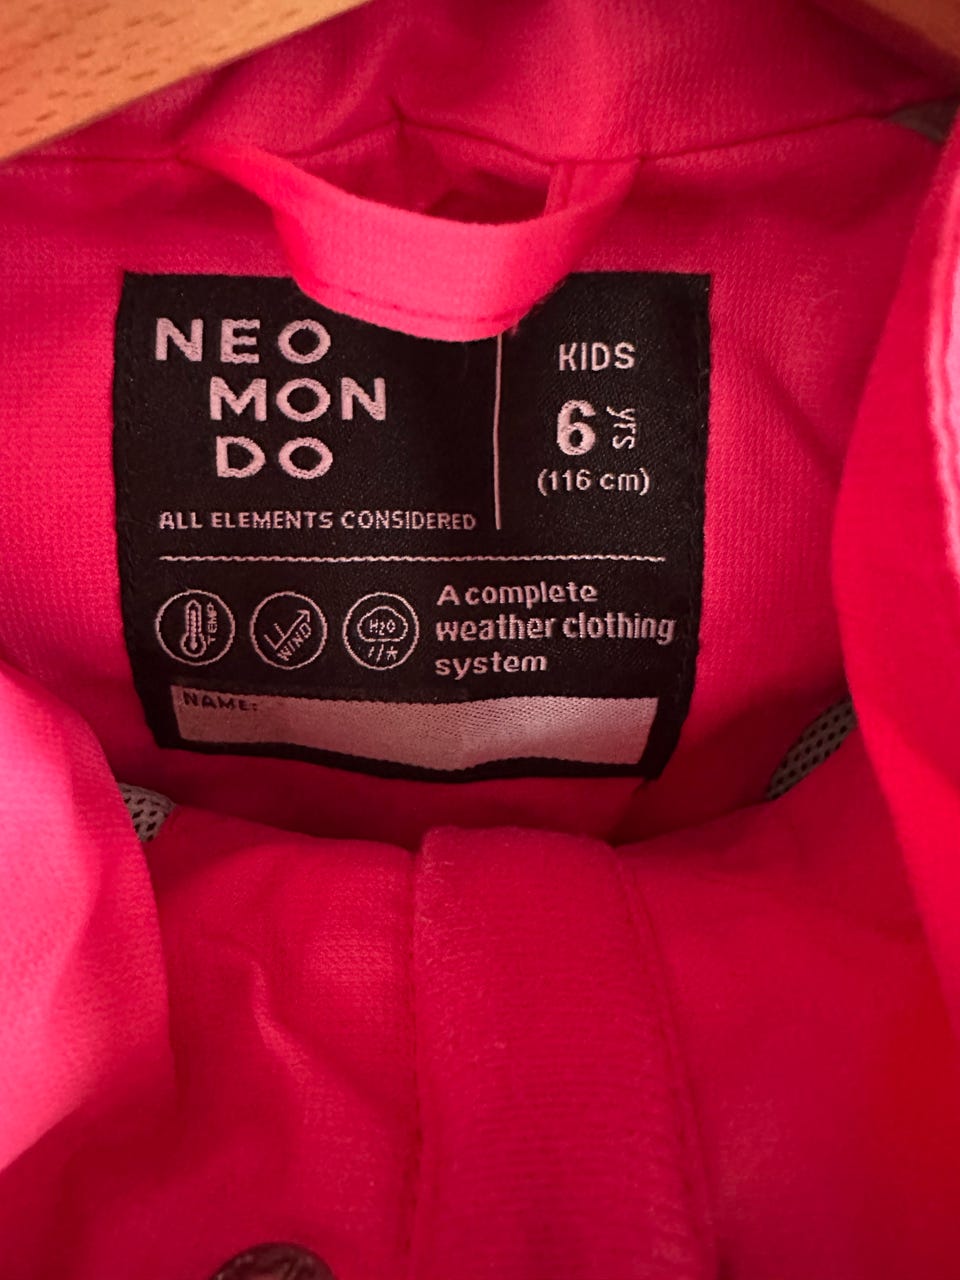 NEO
MON
DO
ALL ELEMENTS CONSIDERED
KIDS
6 yrs
(116 cm)
TEMP
WIND
H2O
A complete
weather clothing
system
NAME: